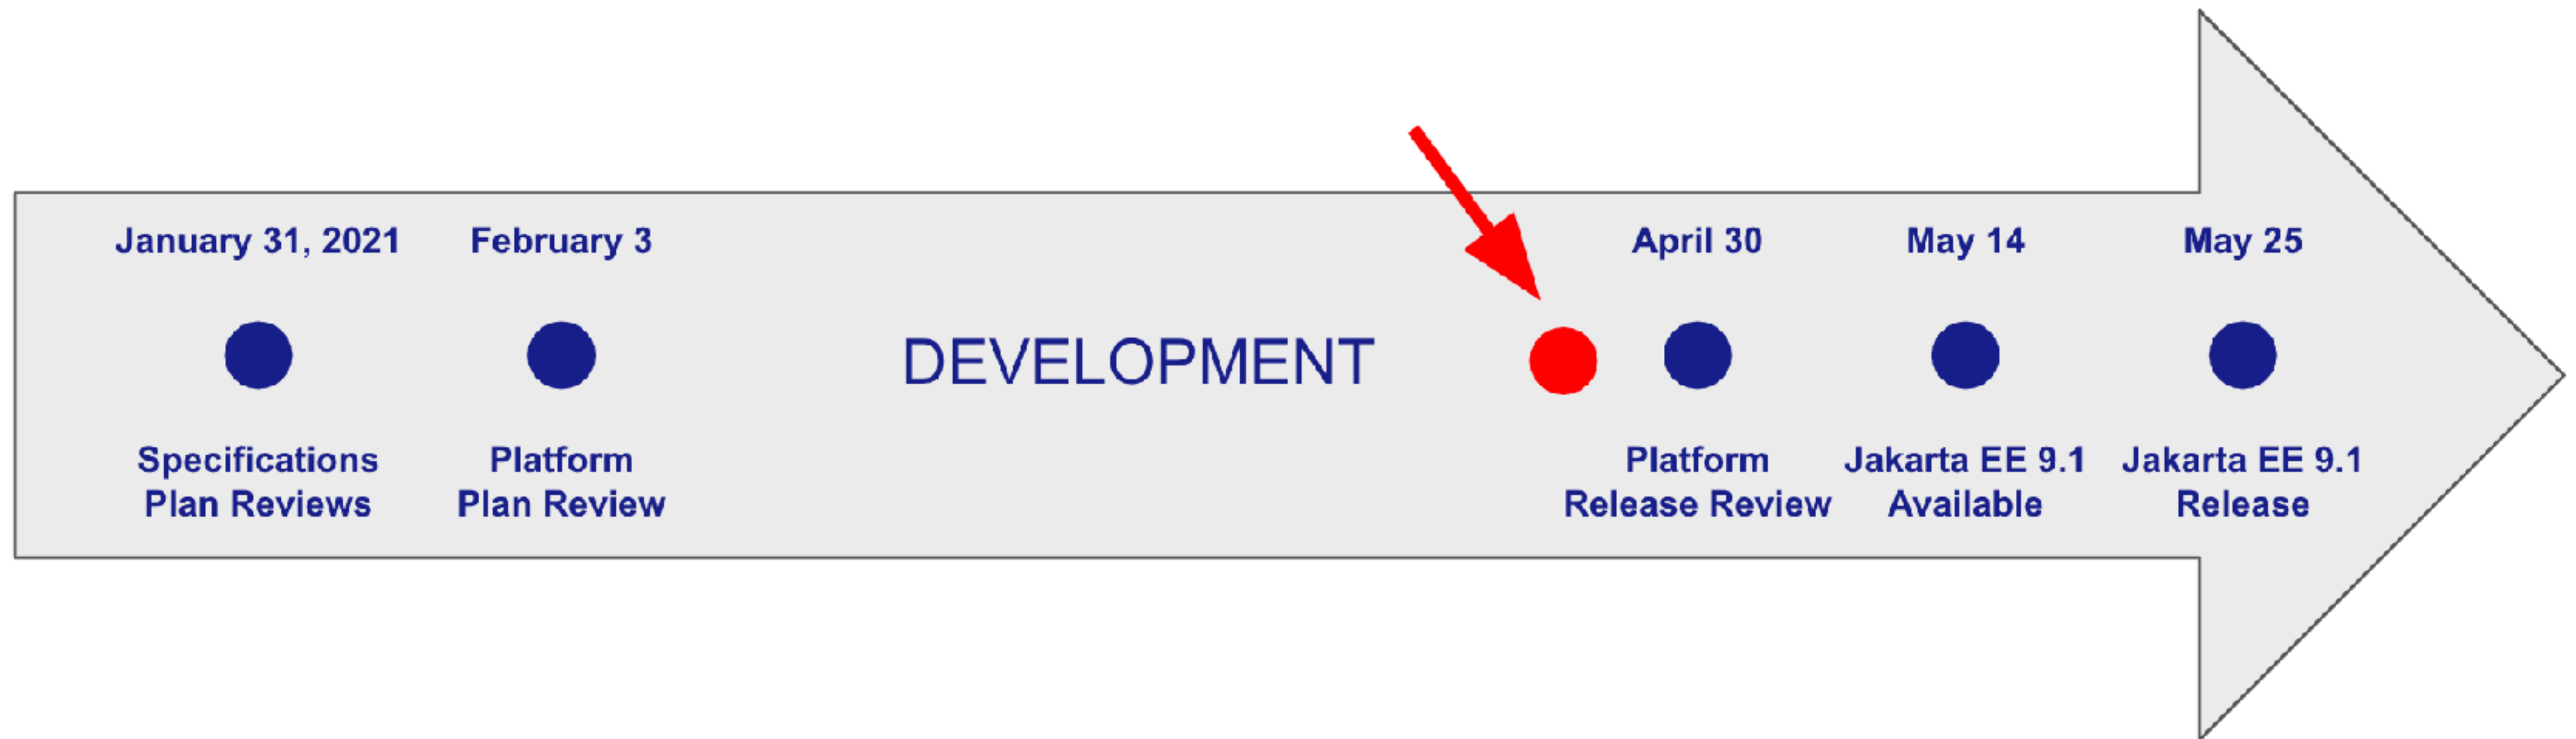 January 31, 2021
February 3
April 30
May 14
May 25
DEVELOPMENT
Specifications
Plan Reviews
Platform
Plan Review
Platform
Release Review
Jakarta EE 9.1
Available
Jakarta EE 9.1
Release